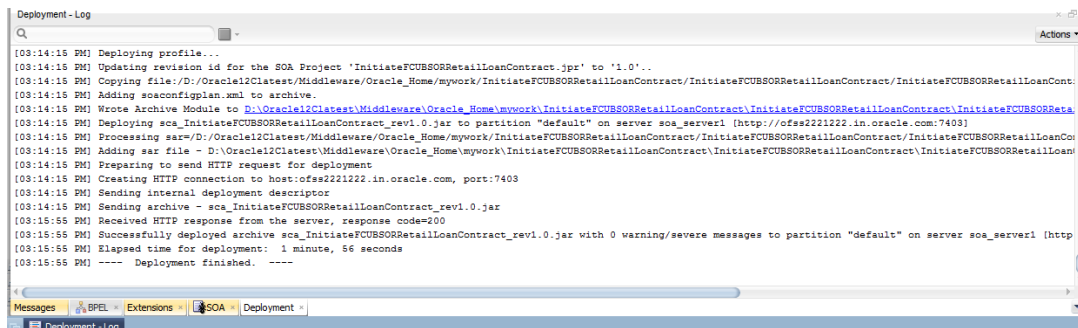 Deployment - Log
Actions
[03:14:15 PM] Deploying profile...
[03:14:15 PM] Updating revision id for the SOA Project 'InitiateFCUBSORRetailLoanContract.jpr' to '1.0'..
[03:14:15 PM] Copying file:/D:/Oracle12Clatest/Middleware/Oracle_Home/mywork/InitiateFCUBSORRetailLoanContract/InitiateFCUBSORRetailLoanContract/InitiateFCUBSORRetailLoanCont
[03:14:15 PM] Adding soaconfigplan.xml to archive.
[03:14:15 PM] Wrote Archive Module to D:\Oracle12Clatest\Middleware\Oracle_Home\mywork\InitiateFCUBSORRetailLoanContract\InitiateFCUBSORRetailLoanContract\InitiateFCUBSORReta
[03:14:15 PM] Deploying sca_InitiateFCUBSORRetailLoanContract_rev1.0.jar to partition "default" on server soa_server1 [http://ofss2221222.in.oracle.com:7403]
[03:14:15 PM] Processing sar=/D:/Oracle12Clatest/Middleware/Oracle_Home/mywork/InitiateFCUBSORRetailLoanContract/InitiateFCUBSORRetailLoanContract/InitiateFCUBSORRetailLoanCo
[03:14:15 PM] Adding sar file - D:\Oracle12Clatest\Middleware\Oracle_Home\mywork\InitiateFCUBSORRetailLoanContract\InitiateFCUBSORRetailLoanContract\InitiateFCUBSORRetailLoan
[03:14:15 PM] Preparing to send HTTP request for deployment
[03:14:15 PM] Creating HTTP connection to host:ofss2221222.in.oracle.com, port:7403
[03:14:15 PM] Sending internal deployment descriptor
[03:14:15 PM] Sending archive - sca_InitiateFCUBSORRetailLoanContract_rev1.0.jar
[03:15:55 PM] Received HTTP response from the server, response code=200
[03:15:55 PM] Successfully deployed archive sca_InitiateFCUBSORRetailLoanContract_rev1.0.jar with 0 warning/severe messages to partition "default" on server soa_server1 [http
[03:15:55 PM] Elapsed time for deployment:  1 minute, 56 seconds
[03:15:55 PM] ----  Deployment finished.  ----
Messages BPEL Extensions SOA Deployment
Deployment - Log